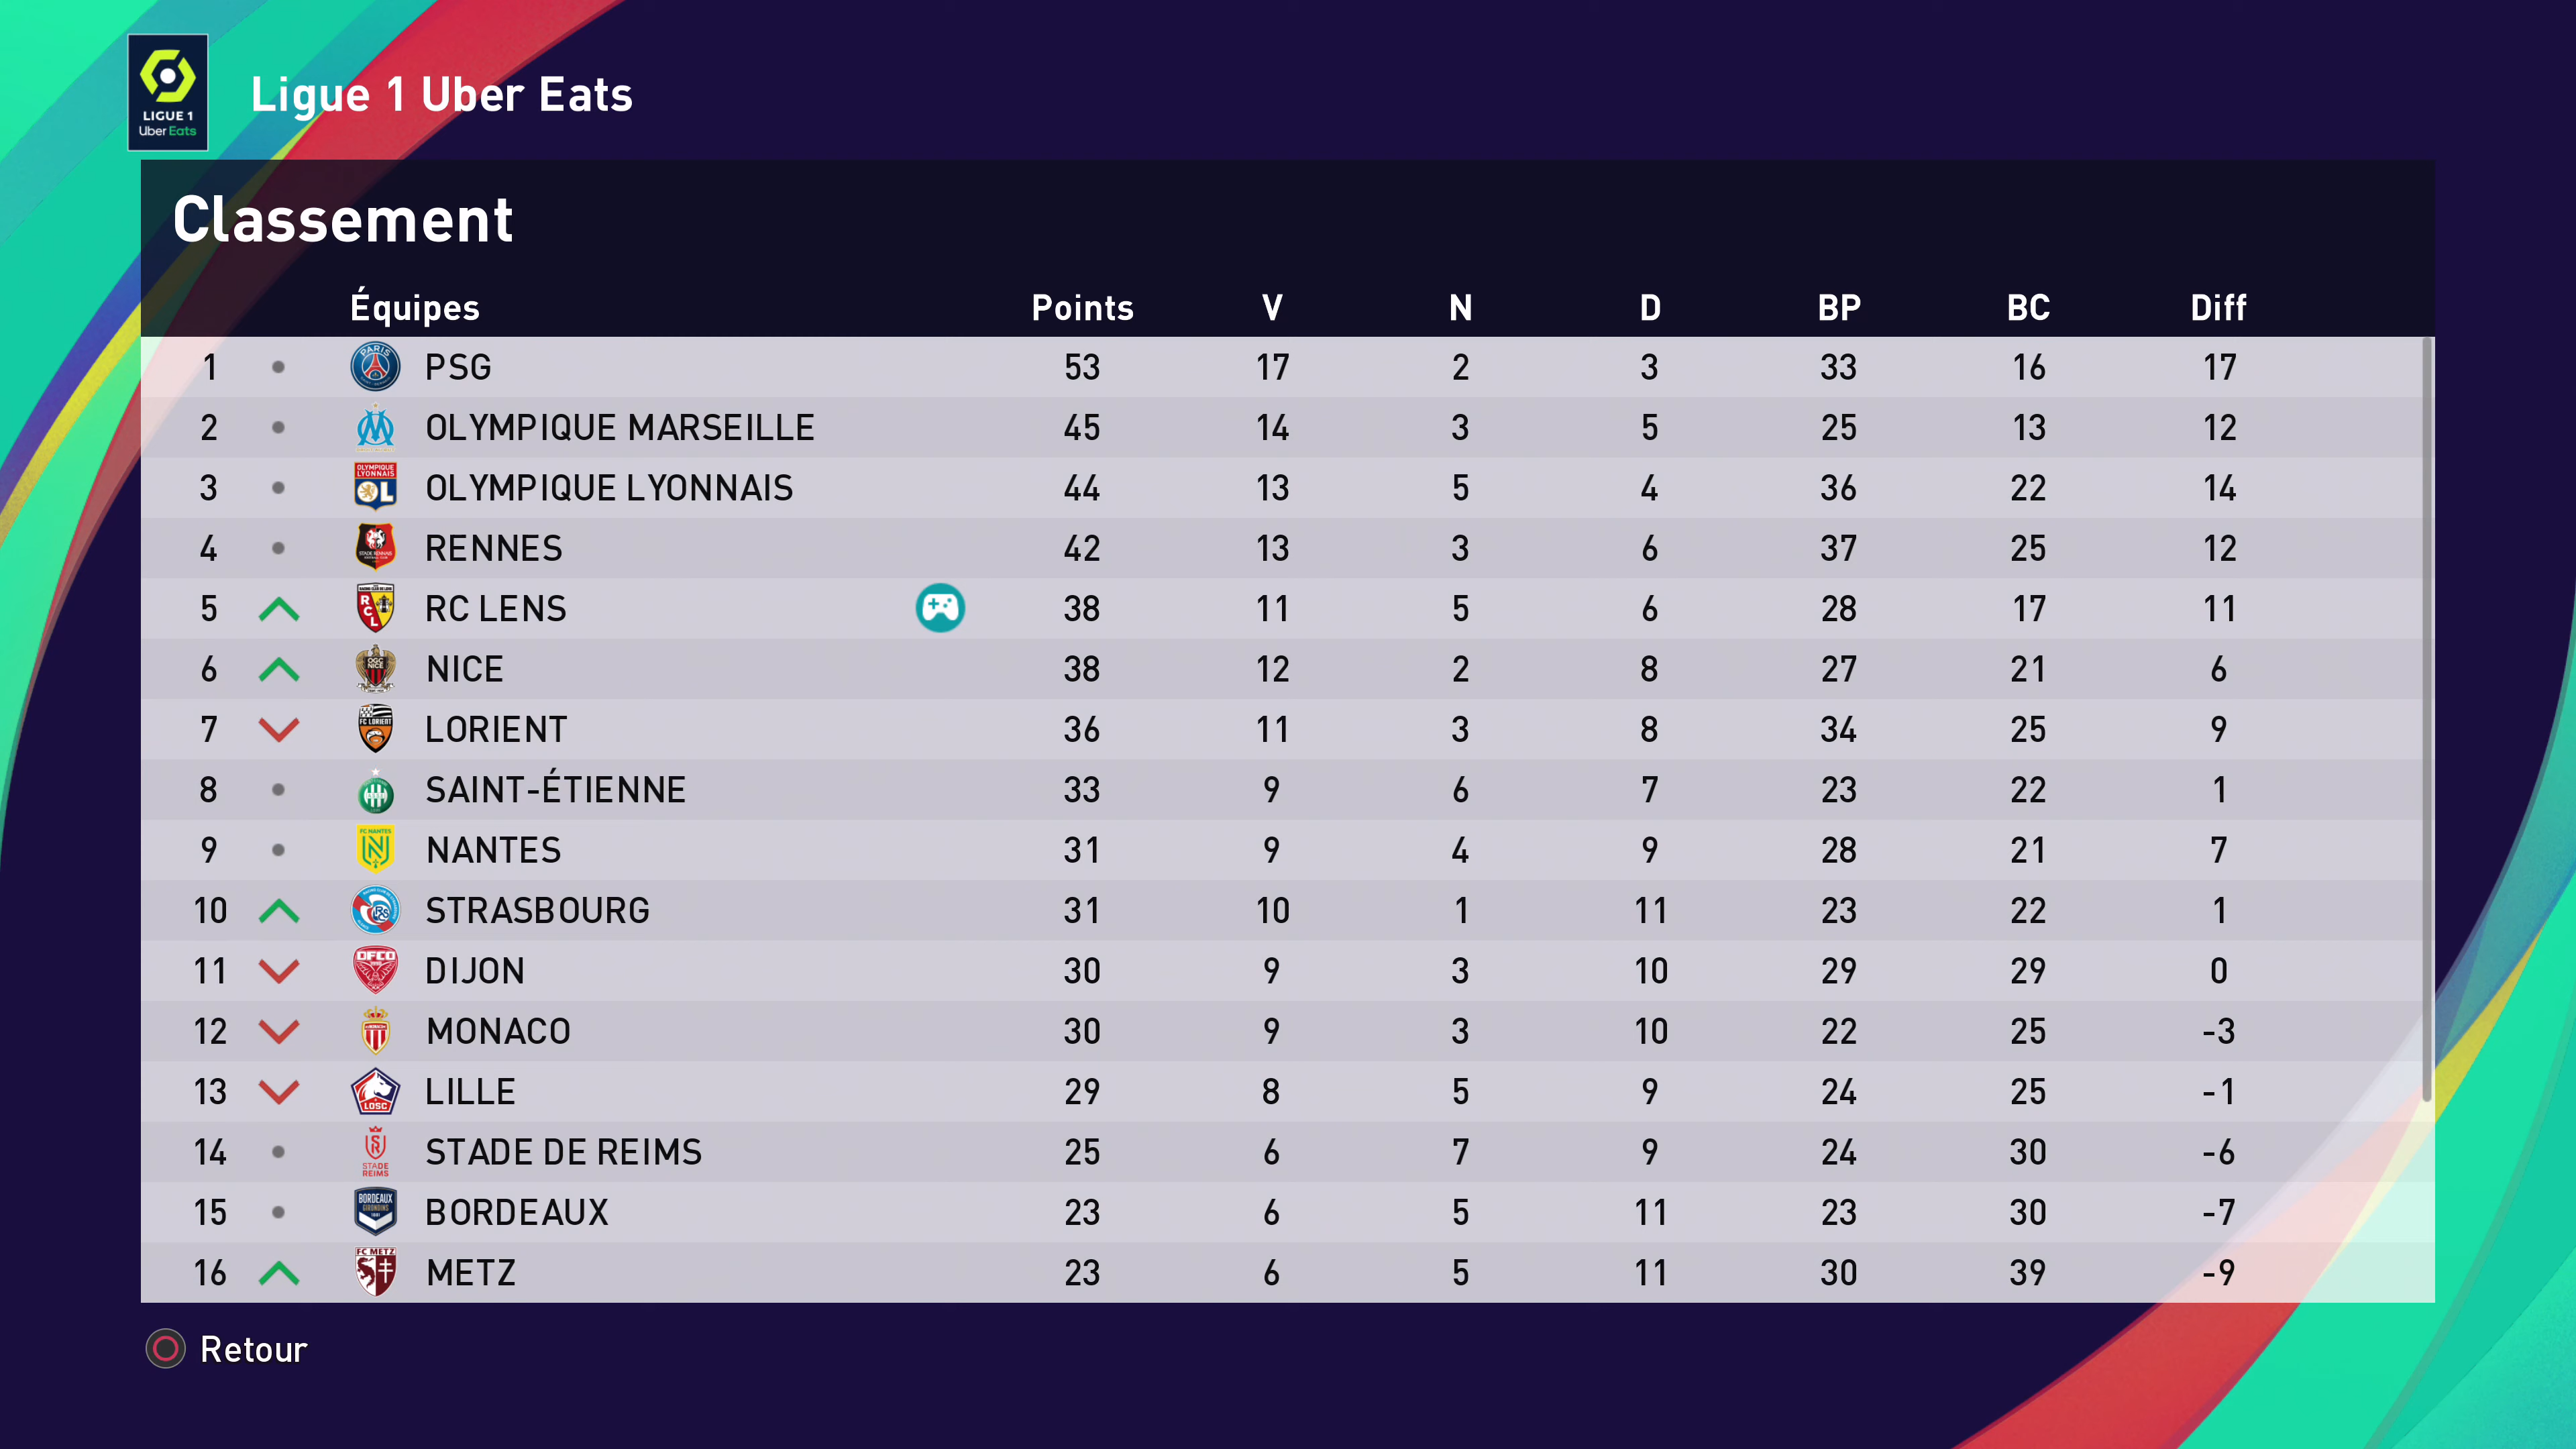 LIGUE 1
Uber Eats
Ligue 1 Uber Eats
Classement
Équipes Points V N D BP BC Diff
1 PSG 53 17 2 3 33 16 17
2 OLYMPIQUE MARSEILLE 45 14 3 5 25 13 12
3 OLYMPIQUE LYONNAIS 44 13 5 4 36 22 14
4 RENNES 42 13 3 6 37 25 12
5 RC LENS 38 11 5 6 28 17 11
6 NICE 38 12 2 8 27 21 6
7 LORIENT 36 11 3 8 34 25 9
8 SAINT-ÉTIENNE 33 9 6 7 23 22 1
9 NANTES 31 9 4 9 28 21 7
10 STRASBOURG 31 10 1 11 23 22 1
11 DIJON 30 9 3 10 29 29 0
12 MONACO 30 9 3 10 22 25 -3
13 LILLE 29 8 5 9 24 25 -1
14 STADE DE REIMS 25 6 7 9 24 30 -6
15 BORDEAUX 23 6 5 11 23 30 -7
16 METZ 23 6 5 11 30 39 -9
Retour